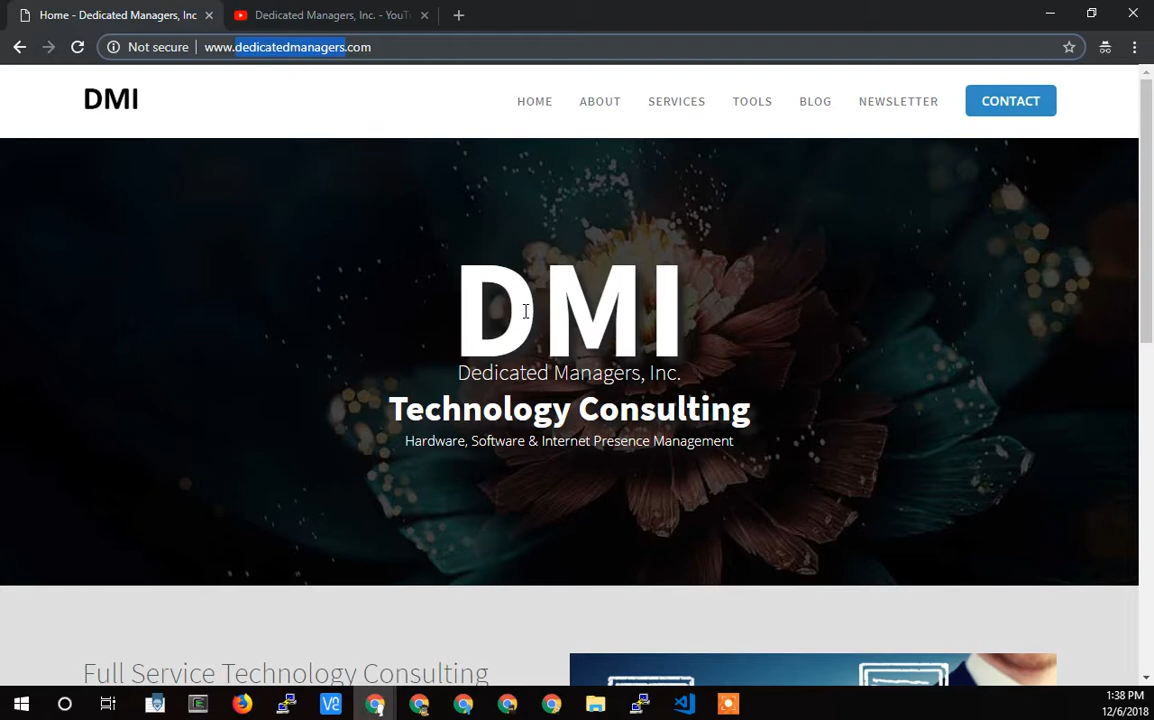 Home - Dedicated Managers, Inc
Dedicated Managers, Inc. - YouT
Not secure
www.dedicatedmanagers.com
DMI
HOME
ABOUT
SERVICES
TOOLS
BLOG
NEWSLETTER
CONTACT
DMI
Dedicated Managers, Inc.
Technology Consulting
Hardware, Software & Internet Presence Management
Full Service Technology Consulting
1:38 PM
12/6/2018